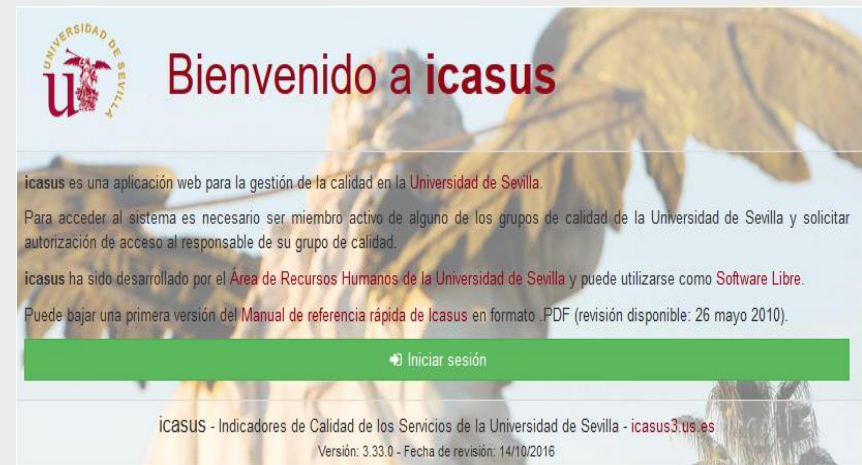 UNIVERSIDAD DE SEVILLA
Bienvenido a icasus
icasus es una aplicación web para la gestión de la calidad en la Universidad de Sevilla.
Para acceder al sistema es necesario ser miembro activo de alguno de los grupos de calidad de la Universidad de Sevilla y solicitar
autorización de acceso al responsable de su grupo de calidad.
icasus ha sido desarrollado por el Área de Recursos Humanos de la Universidad de Sevilla y puede utilizarse como Software Libre.
Puede bajar una primera versión del Manual de referencia rápida de Icasus en formato .PDF (revisión disponible: 26 mayo 2010).
Iniciar sesión
icasus - Indicadores de Calidad de los Servicios de la Universidad de Sevilla - icasus3.us.es
Versión: 3.33.0 - Fecha de revisión: 14/10/2016